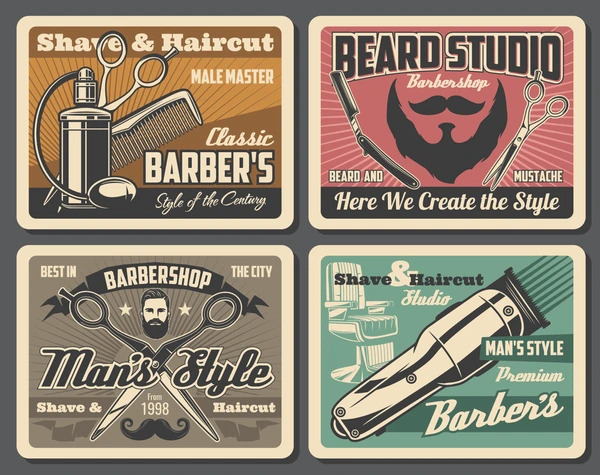 Shave & Haircut
MALE MASTER
Classic
BARBER'S
Style of the Century
BEARD STUDIO
Barbershop
BEARD AND MUSTACHE
Here We Create the Style
BEST IN BARBERSHOP THE CITY
Man's Style
Shave & From Haircut
1998
Shave & Haircut
Studio
MAN'S STYLE
Premium
Barber's